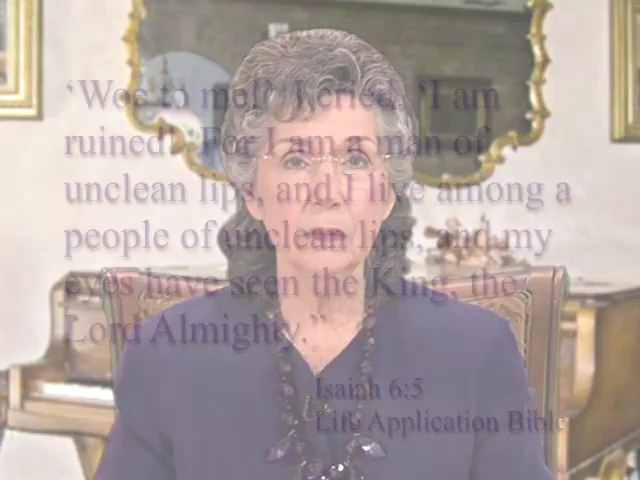 ‘Woe to me!’ I cried. ‘I am
ruined! For I am a man of
unclean lips, and I live among a
people of unclean lips, and my
eyes have seen the King, the
Lord Almighty.”
Isaiah 6:5
Life Application Bible